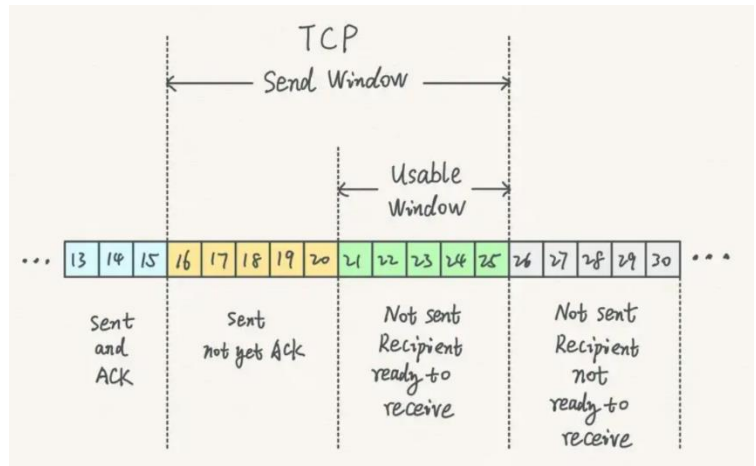 TCP
Send Window
Usable
Window
... 13 14 15 16 17 18 19 20 21 22 23 24 25 26 27 28 29 30 ...
Sent
and
ACK
Sent
not yet Ack
Not sent
Recipient
ready to
receive
Not sent
Recipient
not
ready to
receive